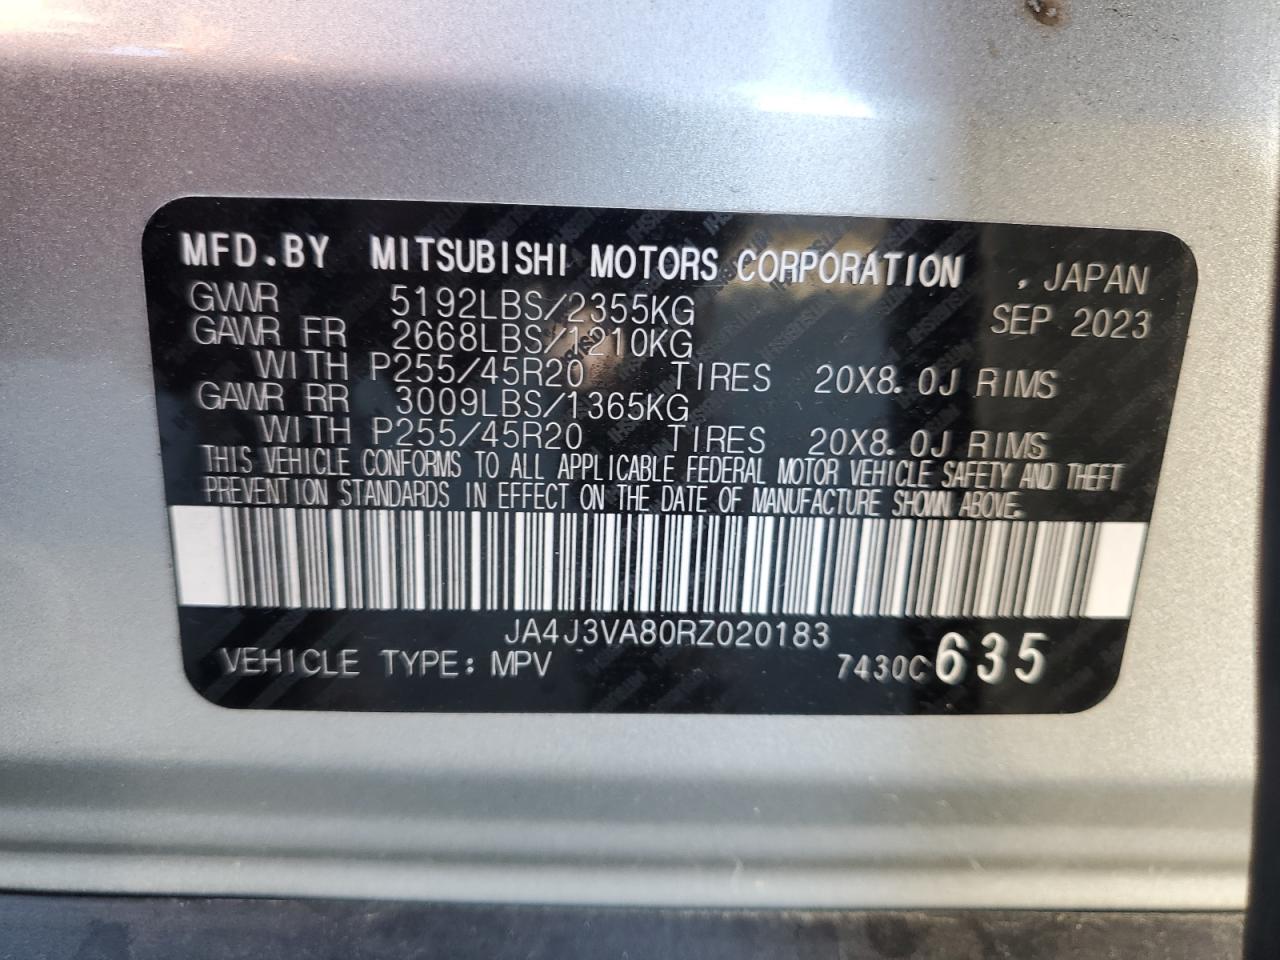 MFD.BY MITSUBISHI MOTORS CORPORATION , JAPAN
GVWR 5192LBS/2355KG SEP 2023
GAWR FR 2668LBS/1210KG
WITH P255/45R20 TIRES 20X8.0J RIMS
GAWR RR 3009LBS/1365KG
WITH P255/45R20 TIRES 20X8.0J RIMS
THIS VEHICLE CONFORMS TO ALL APPLICABLE FEDERAL MOTOR VEHICLE SAFETY AND THEFT
PREVENTION STANDARDS IN EFFECT ON THE DATE OF MANUFACTURE SHOWN ABOVE.
JA4J3VA80RZ020183
VEHICLE TYPE: MPV 7430C 635